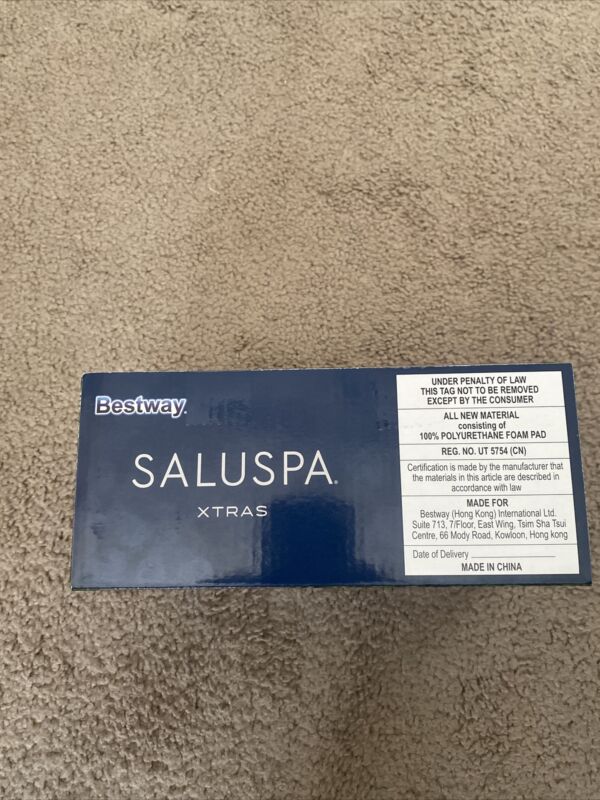 Bestway
SALUSPA
XTRAS
UNDER PENALTY OF LAW
THIS TAG NOT TO BE REMOVED
EXCEPT BY THE CONSUMER
ALL NEW MATERIAL
consisting of
100% POLYURETHANE FOAM PAD
REG. NO. UT 5754 (CN)
Certification is made by the manufacturer that
the materials in this article are described in
accordance with law
MADE FOR
Bestway (Hong Kong) International Ltd.
Suite 713, 7/Floor, East Wing, Tsim Sha Tsui
Centre, 66 Mody Road, Kowloon, Hong kong
Date of Delivery
MADE IN CHINA